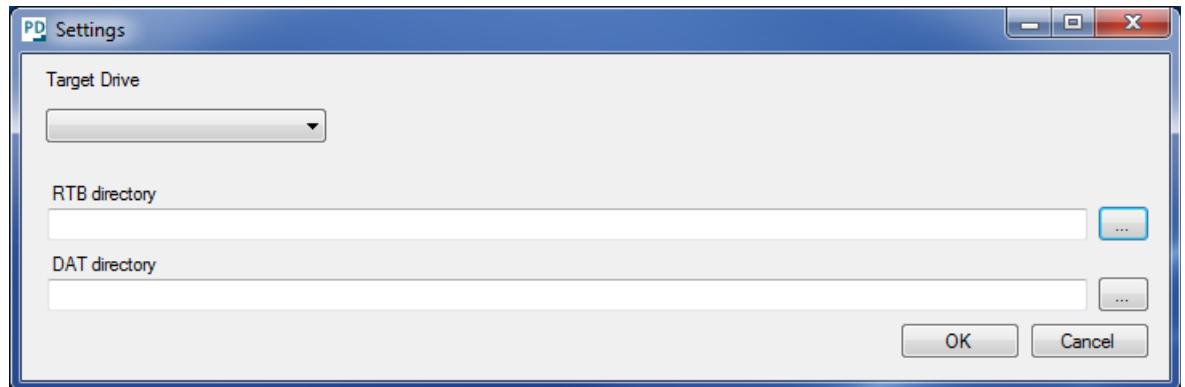 PD Settings
Target Drive
RTB directory
...
DAT directory
...
OK Cancel